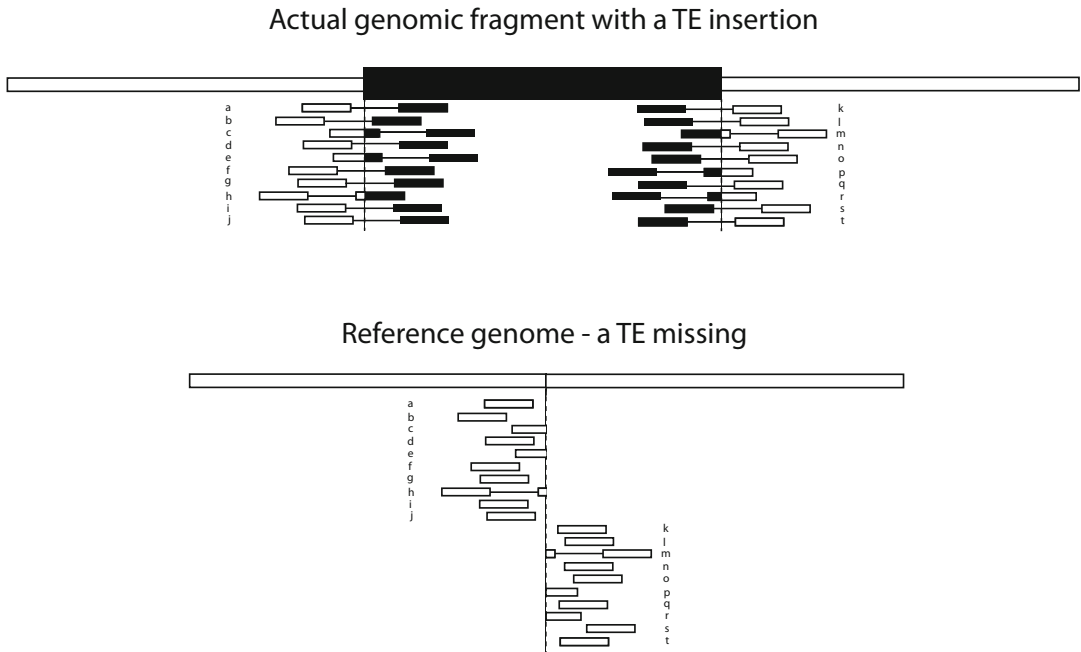 Actual genomic fragment with a TE insertion
a
b
c
d
e
f
g
h
i
j
k
l
m
n
o
p
q
r
s
t
Reference genome - a TE missing
a
b
c
d
e
f
g
h
i
j
k
l
m
n
o
p
q
r
s
t